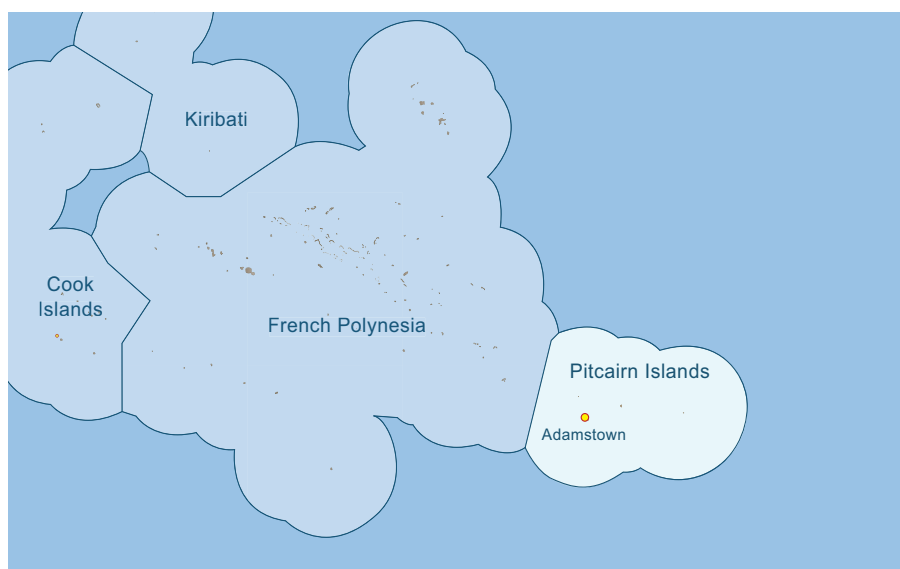 Kiribati
Cook
Islands
French Polynesia
Pitcairn Islands
Adamstown